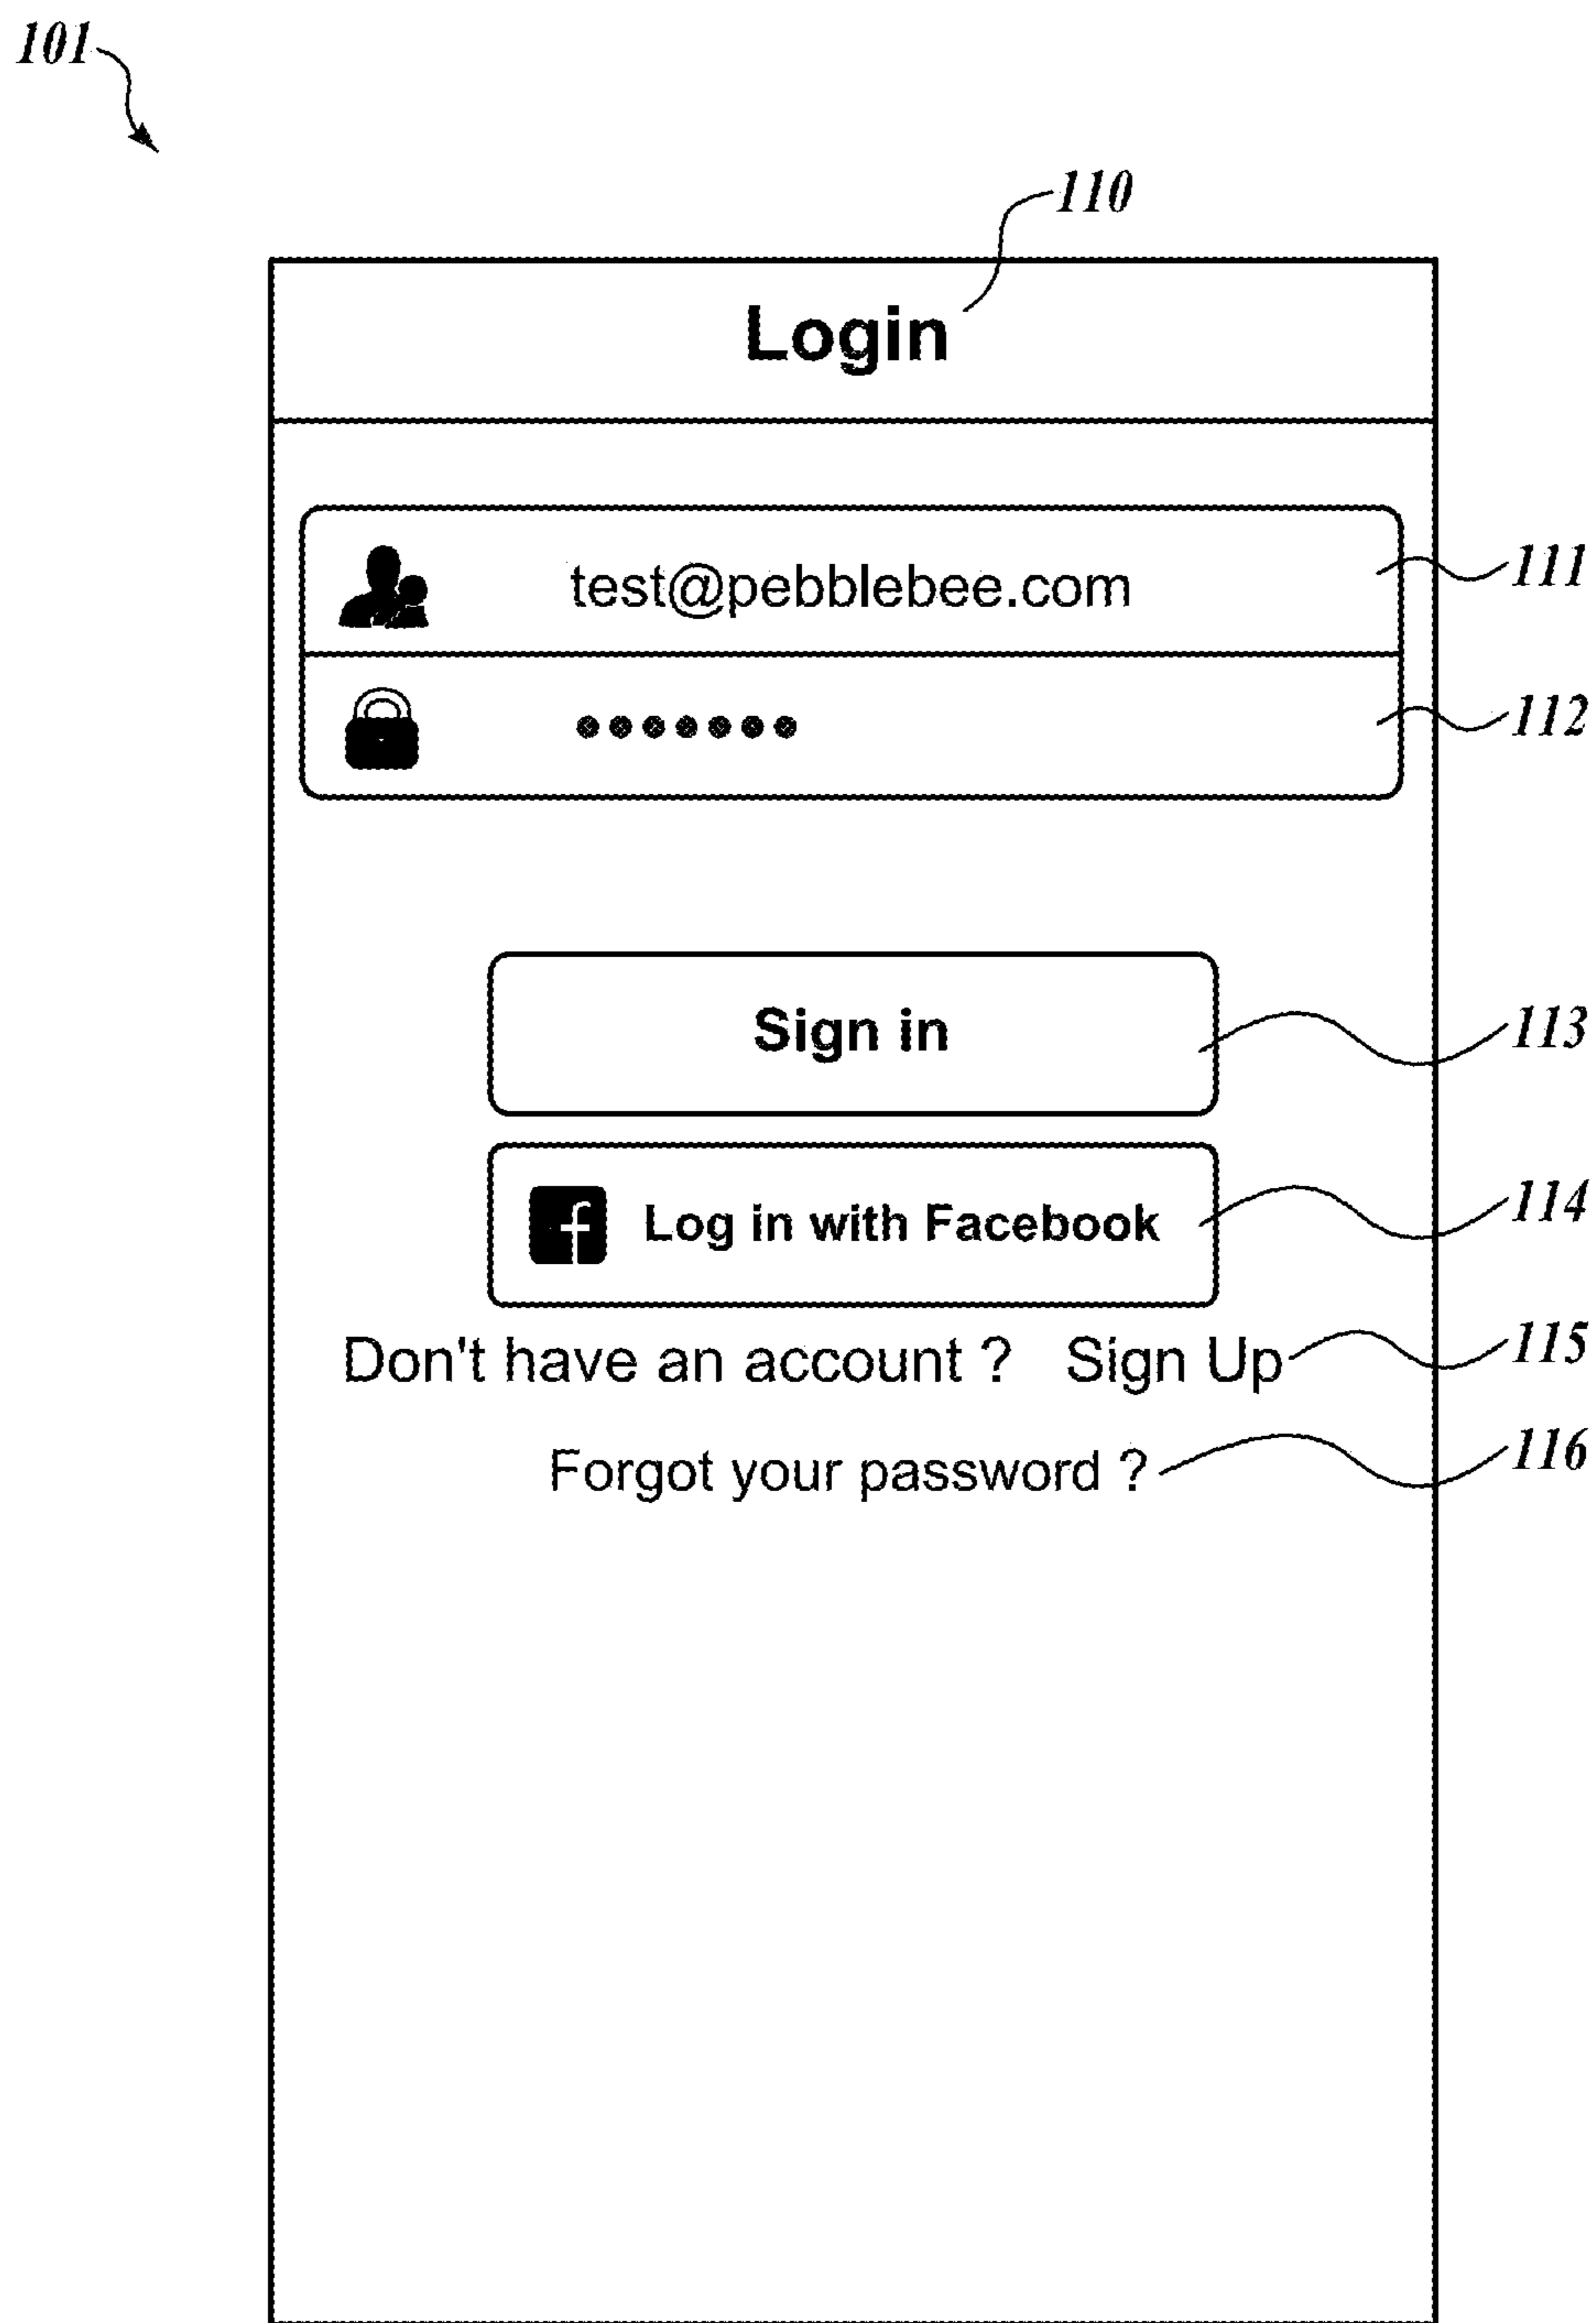 101
110
Login
test@pebblebee.com 111
••••••• 112
Sign in 113
f Log in with Facebook 114
Don't have an account ? Sign Up 115
Forgot your password ? 116